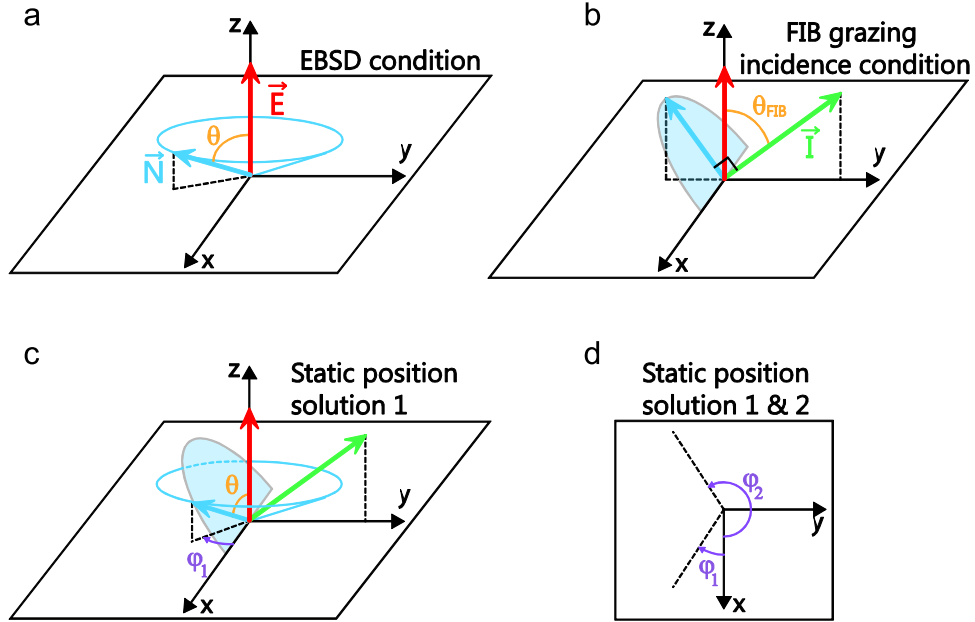 a
z
EBSD condition
E
θ
N
y
x
b
z
FIB grazing
incidence condition
θFIB
I
y
x
c
z
Static position
solution 1
θ
y
φ1
x
d
Static position
solution 1 & 2
φ2
y
φ1
x